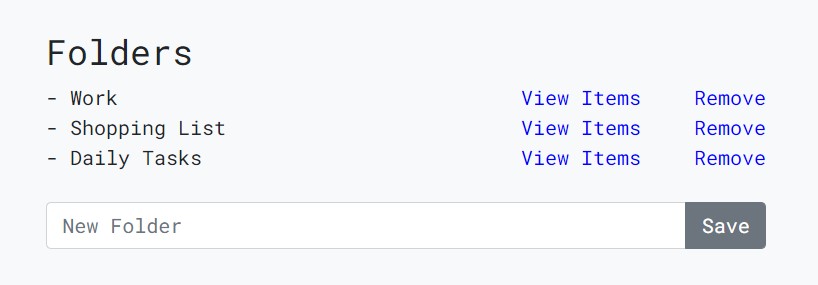 Folders
- Work View Items Remove
- Shopping List View Items Remove
- Daily Tasks View Items Remove
New Folder Save